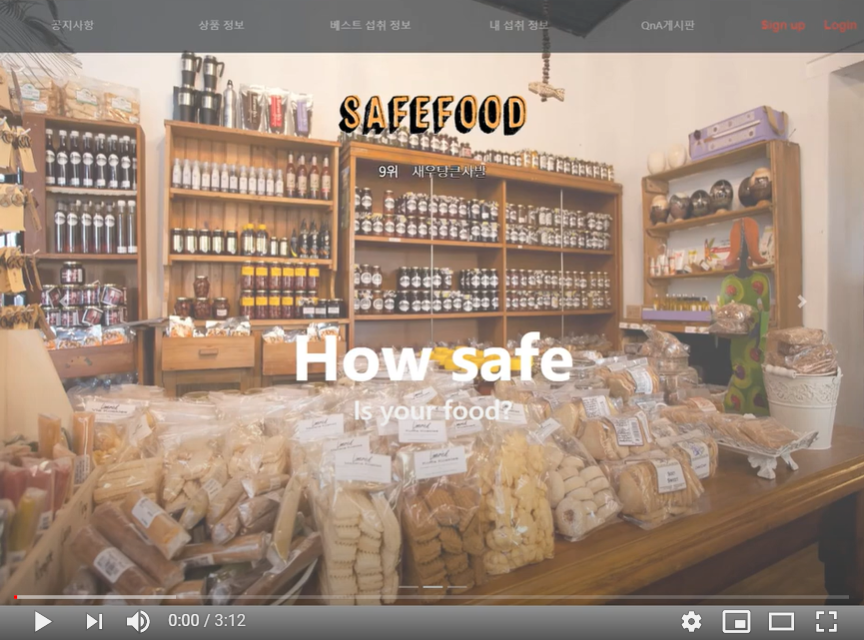 공지사항 상품 정보 베스트 섭취 정보 내 섭취 정보 QnA게시판 Sign up Login
SAFEFOOD
9위 새우탕큰사발
How safe
Is your food?
0:00 / 3:12